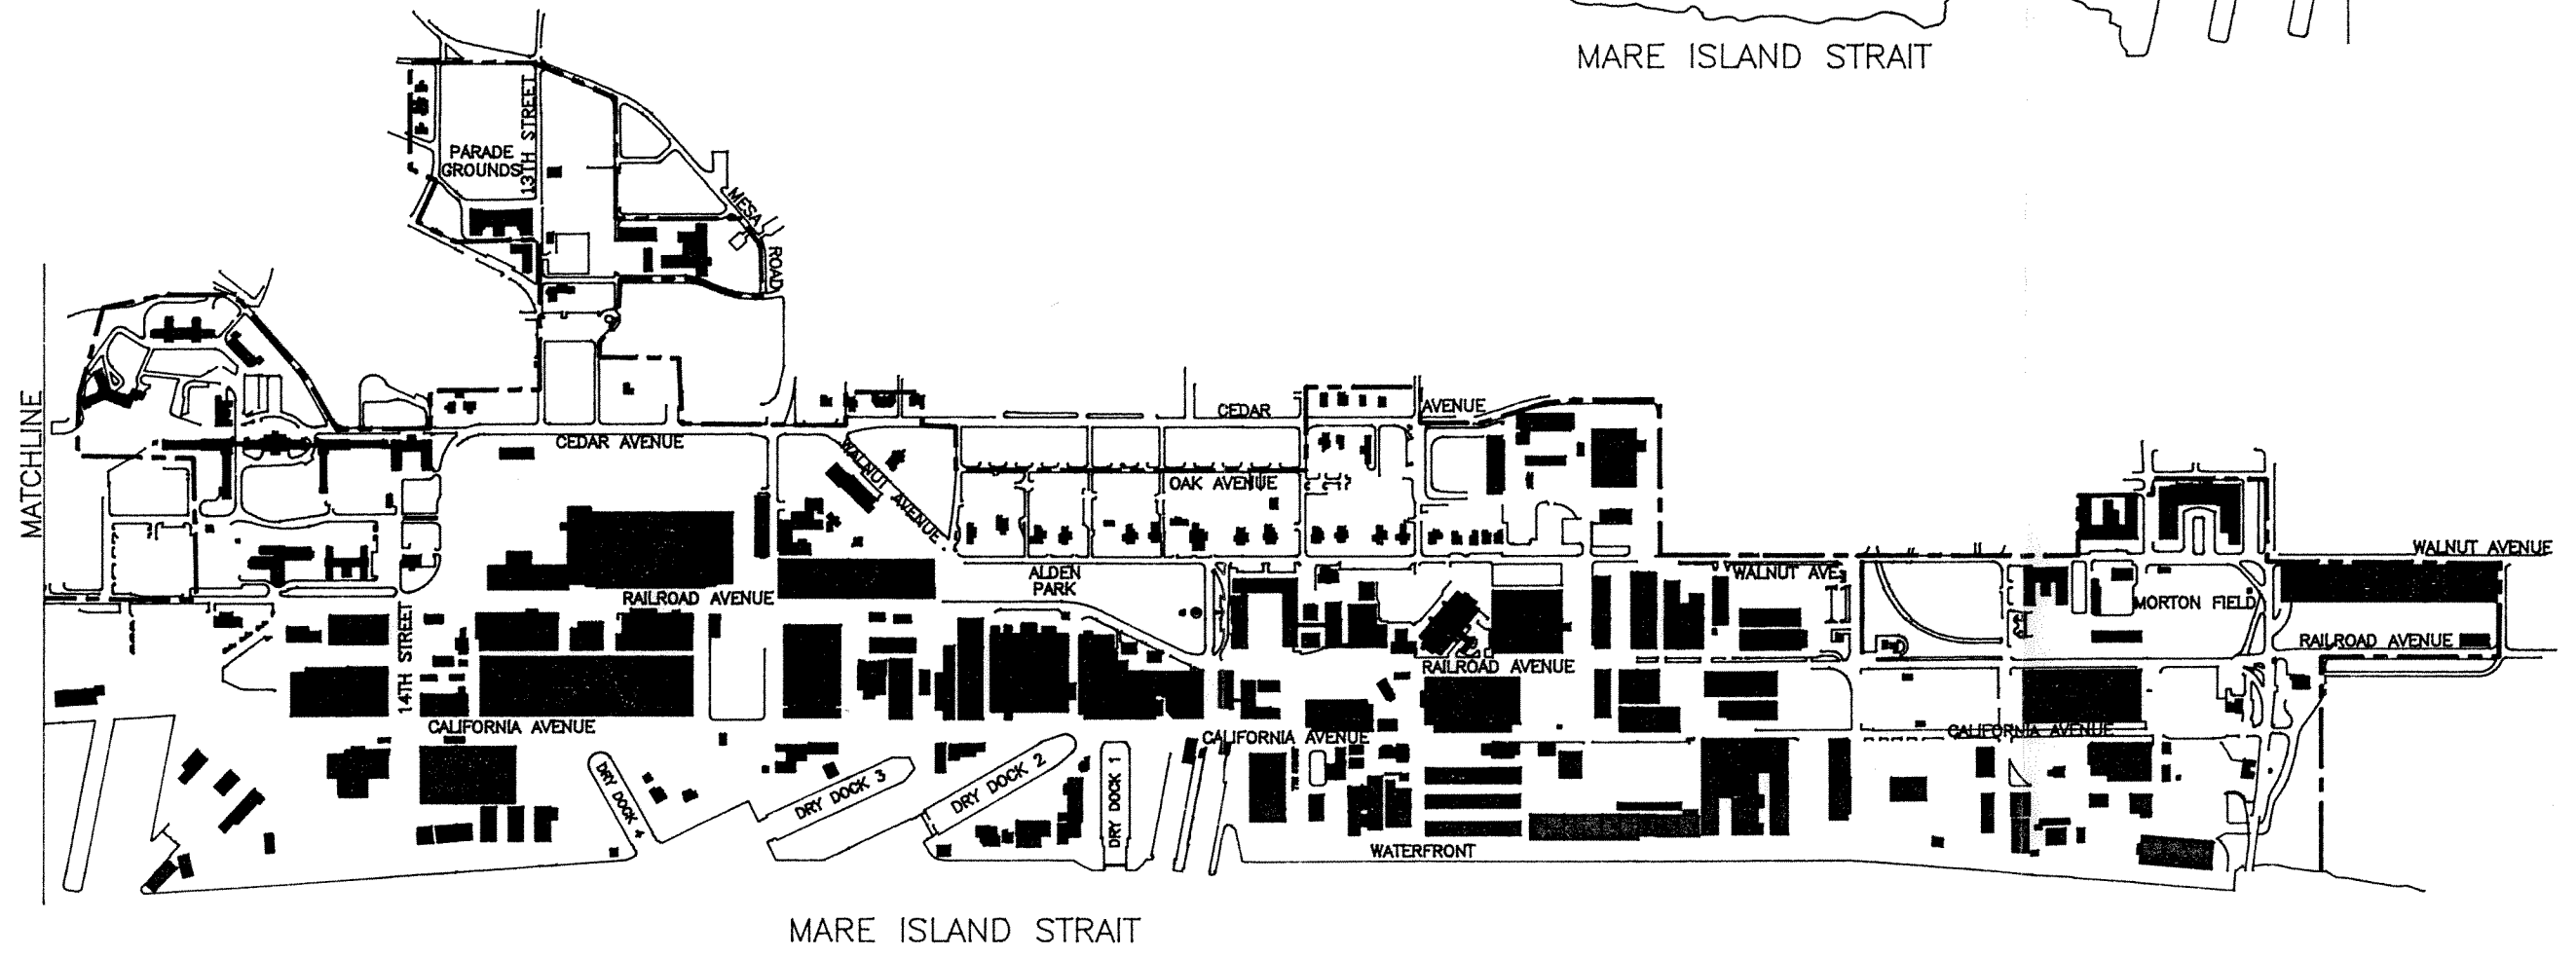 MARE ISLAND STRAIT
PARADE
GROUNDS
13TH STREET
MESA
ROAD
MATCHLINE
CEDAR AVENUE
CEDAR
AVENUE
WALNUT AVENUE
OAK AVENUE
WALNUT AVENUE
ALDEN
PARK
WALNUT AVE
RAILROAD AVENUE
MORTON FIELD
14TH STREET
RAILROAD AVENUE
RAILROAD AVENUE
CALIFORNIA AVENUE
CALIFORNIA AVENUE
CALIFORNIA AVENUE
DRY DOCK 4
DRY DOCK 3
DRY DOCK 2
DRY DOCK 1
WATERFRONT
MARE ISLAND STRAIT